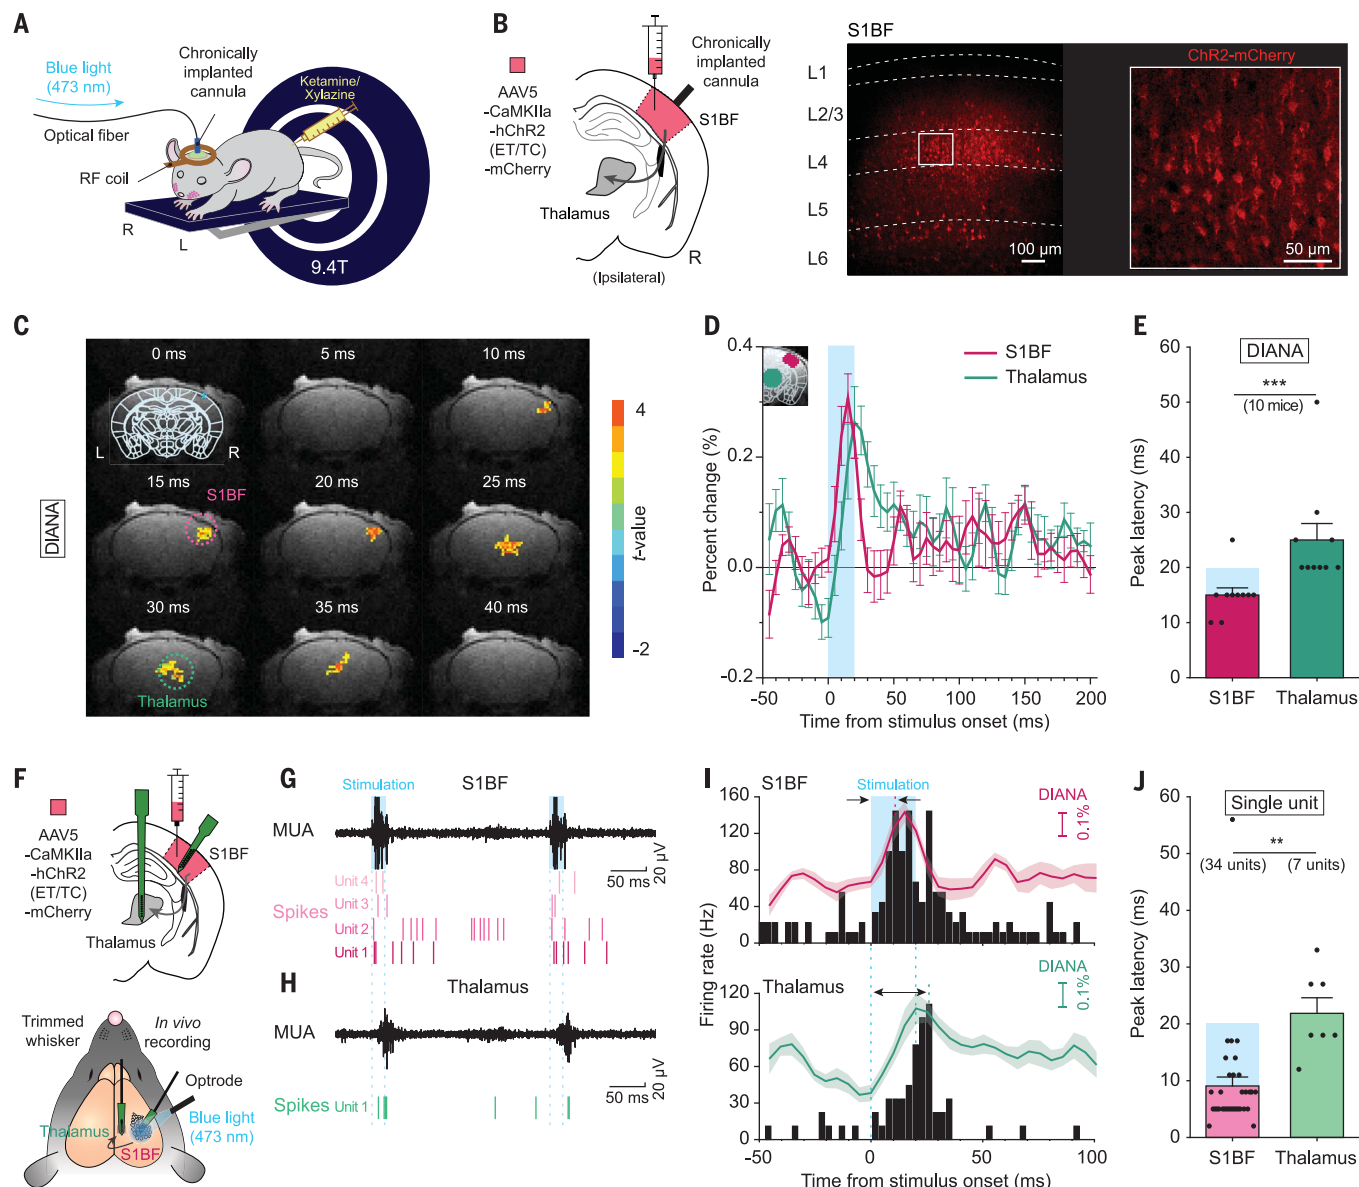 A
Blue light
(473 nm)
Chronically
implanted
cannula
Ketamine/
Xylazine
Optical fiber
RF coil
R
L
9.4T
B
AAV5
-CaMKIIa
-hChR2
(ET/TC)
-mCherry
Chronically
implanted
cannula
S1BF
Thalamus
R
(Ipsilateral)
S1BF
L1
L2/3
L4
L5
L6
100 µm
ChR2-mCherry
50 µm
C
DIANA
0 ms
5 ms
10 ms
L
R
15 ms
20 ms
25 ms
S1BF
30 ms
35 ms
40 ms
Thalamus
4
t-value
-2
D
0.4
0.2
0.0
-0.2
Percent change (%)
S1BF
Thalamus
-50
0
50
100
150
200
Time from stimulus onset (ms)
E
DIANA
***
(10 mice)
60
50
40
30
20
10
0
Peak latency (ms)
S1BF
Thalamus
F
AAV5
-CaMKIIa
-hChR2
(ET/TC)
-mCherry
S1BF
Thalamus
Trimmed
whisker
In vivo
recording
Optrode
Blue light
(473 nm)
Thalamus
S1BF
G
Stimulation
S1BF
MUA
50 ms
20 µV
Spikes
Unit 4
Unit 3
Unit 2
Unit 1
H
Thalamus
MUA
50 ms
20 µV
Spikes
Unit 1
I
S1BF
Stimulation
DIANA
0.1%
160
120
80
40
0
Firing rate (Hz)
Thalamus
DIANA
0.1%
120
90
60
30
0
-50
0
50
100
Time from stimulus onset (ms)
J
Single unit
**
(34 units)
(7 units)
60
50
40
30
20
10
0
Peak latency (ms)
S1BF
Thalamus